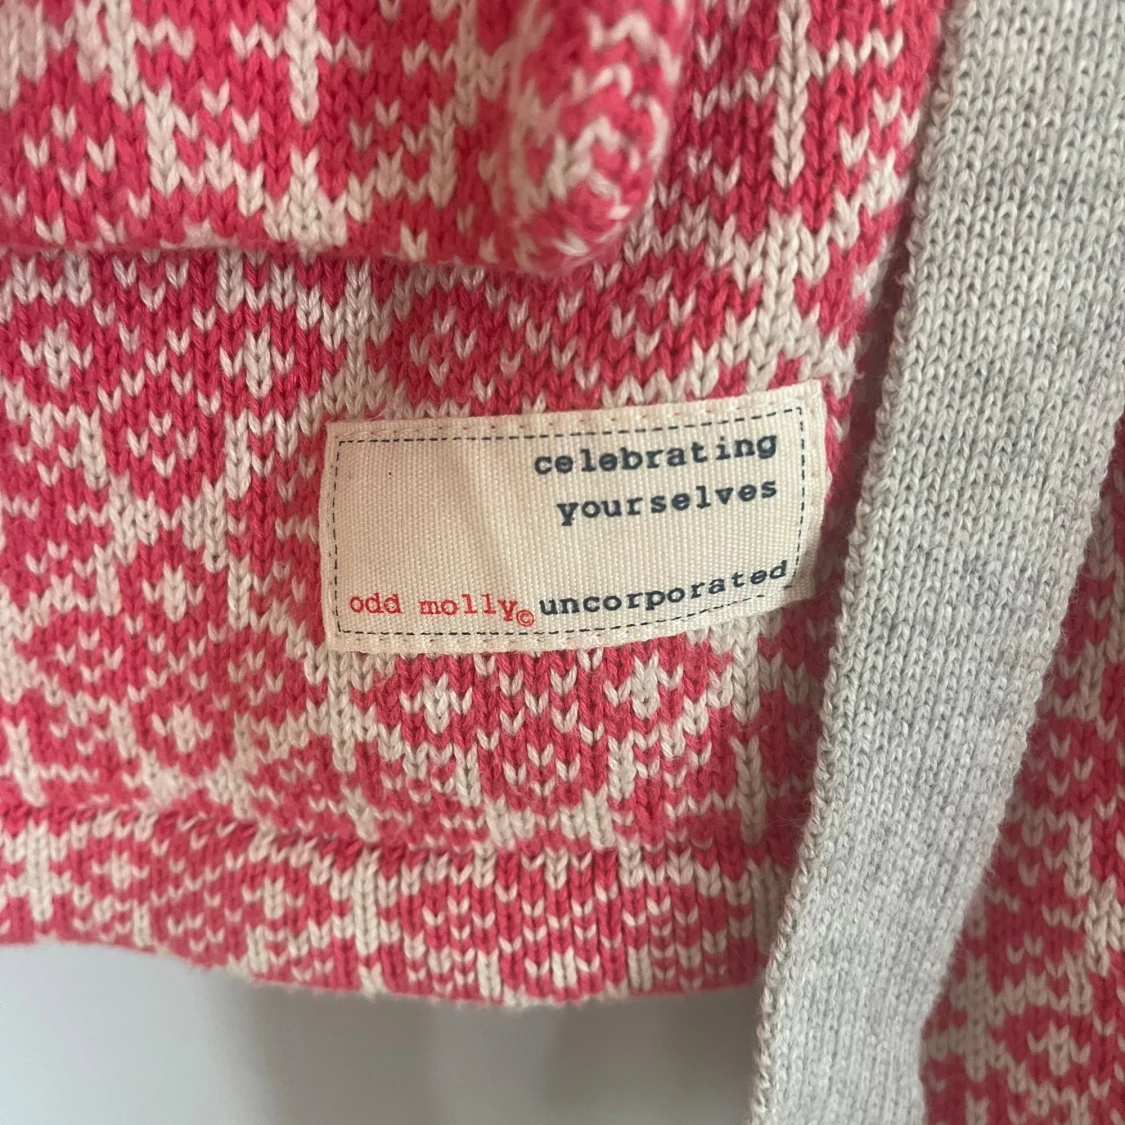 celebrating
yourselves
odd molly© uncorporated